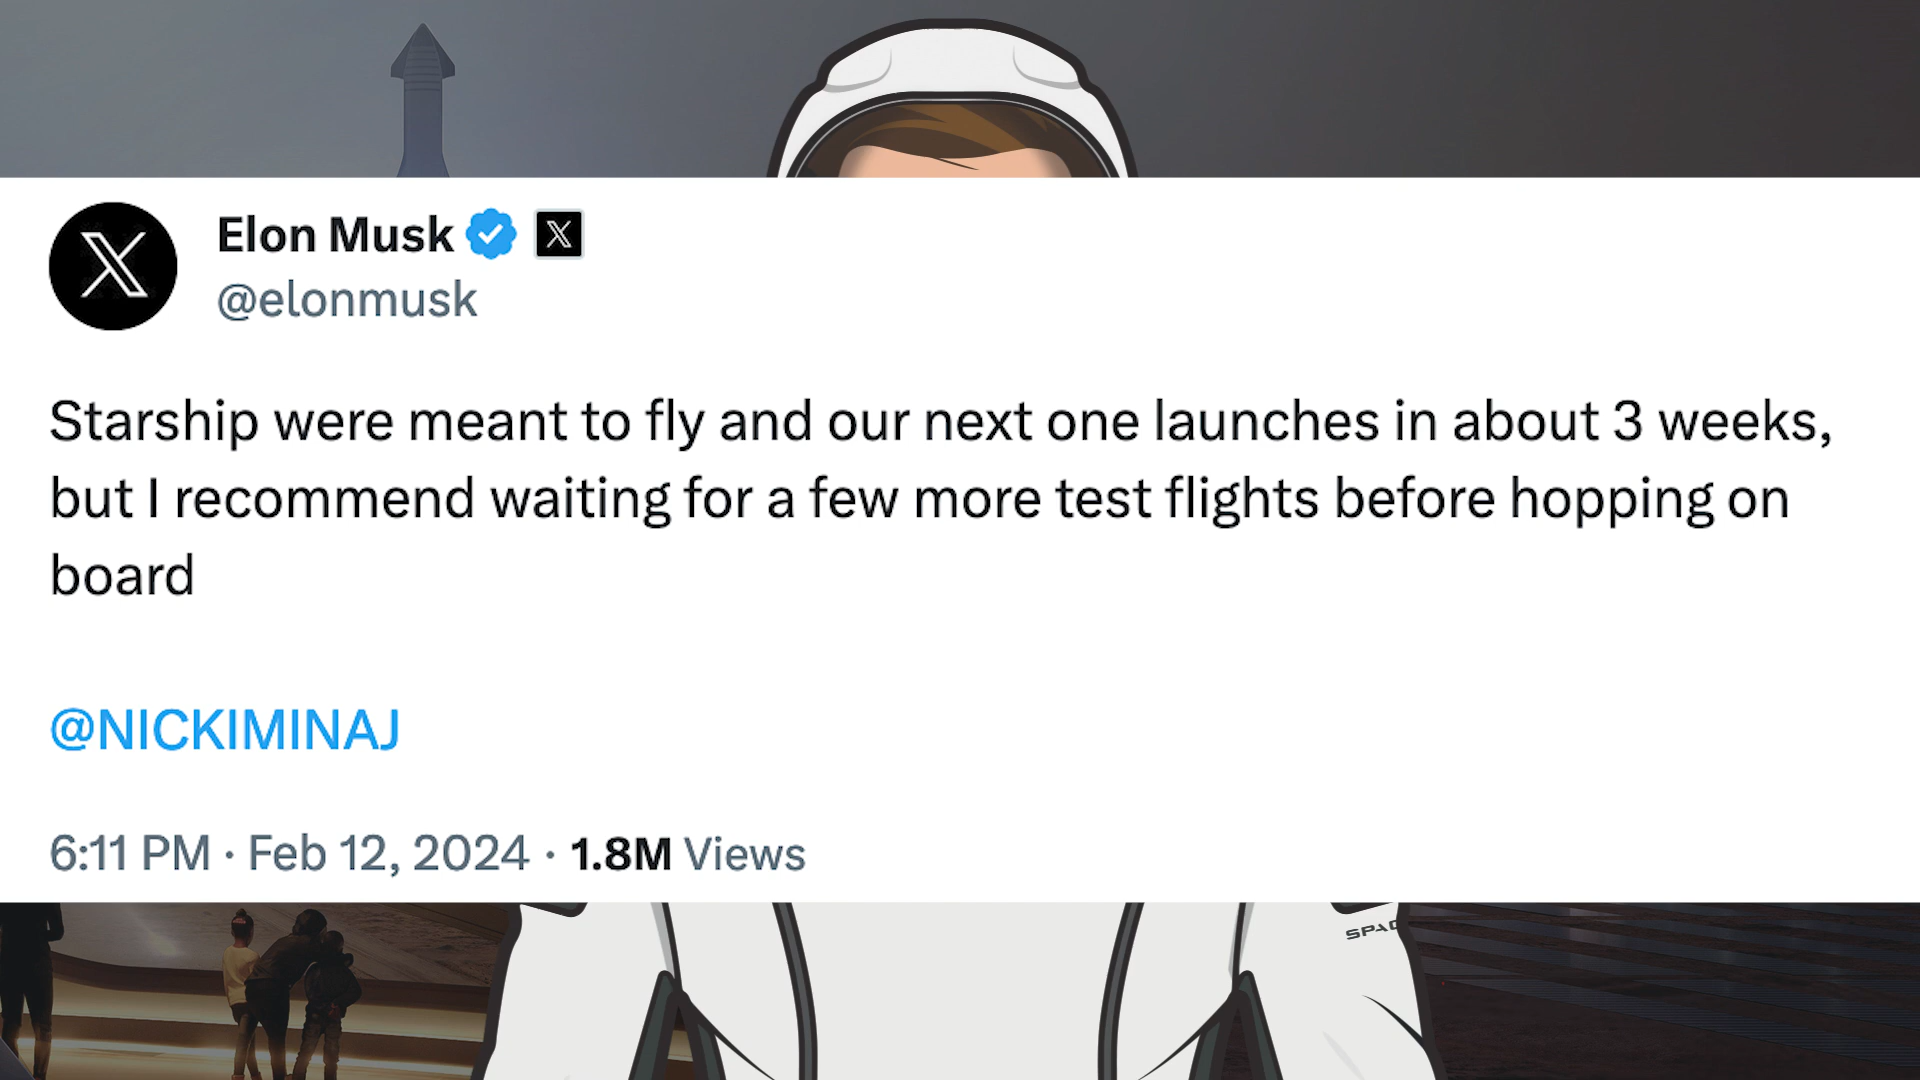 Elon Musk
@elonmusk
Starship were meant to fly and our next one launches in about 3 weeks,
but I recommend waiting for a few more test flights before hopping on
board
@NICKIMINAJ
6:11 PM · Feb 12, 2024 · 1.8M Views
SPAC